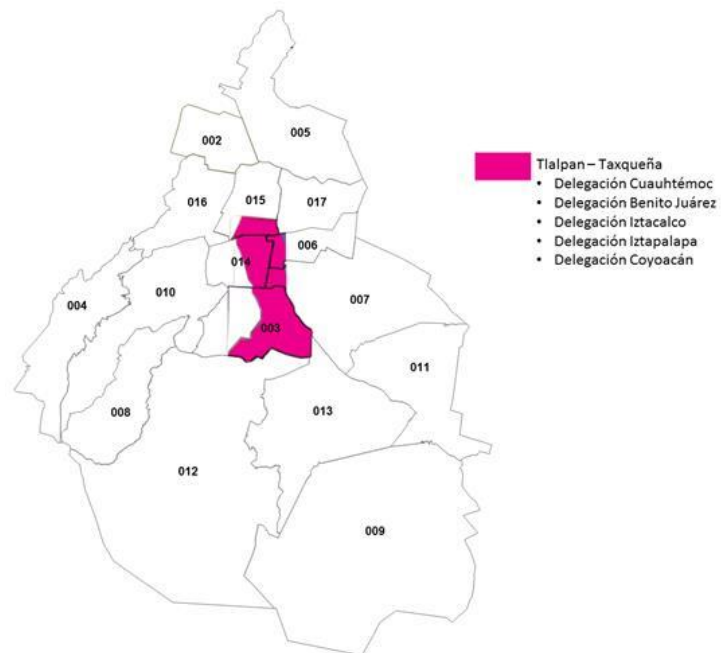 005
002
016
015
017
006
014
004
010
007
003
011
008
013
012
009
Tlalpan – Taxqueña
• Delegación Cuauhtémoc
• Delegación Benito Juárez
• Delegación Iztacalco
• Delegación Iztapalapa
• Delegación Coyoacán